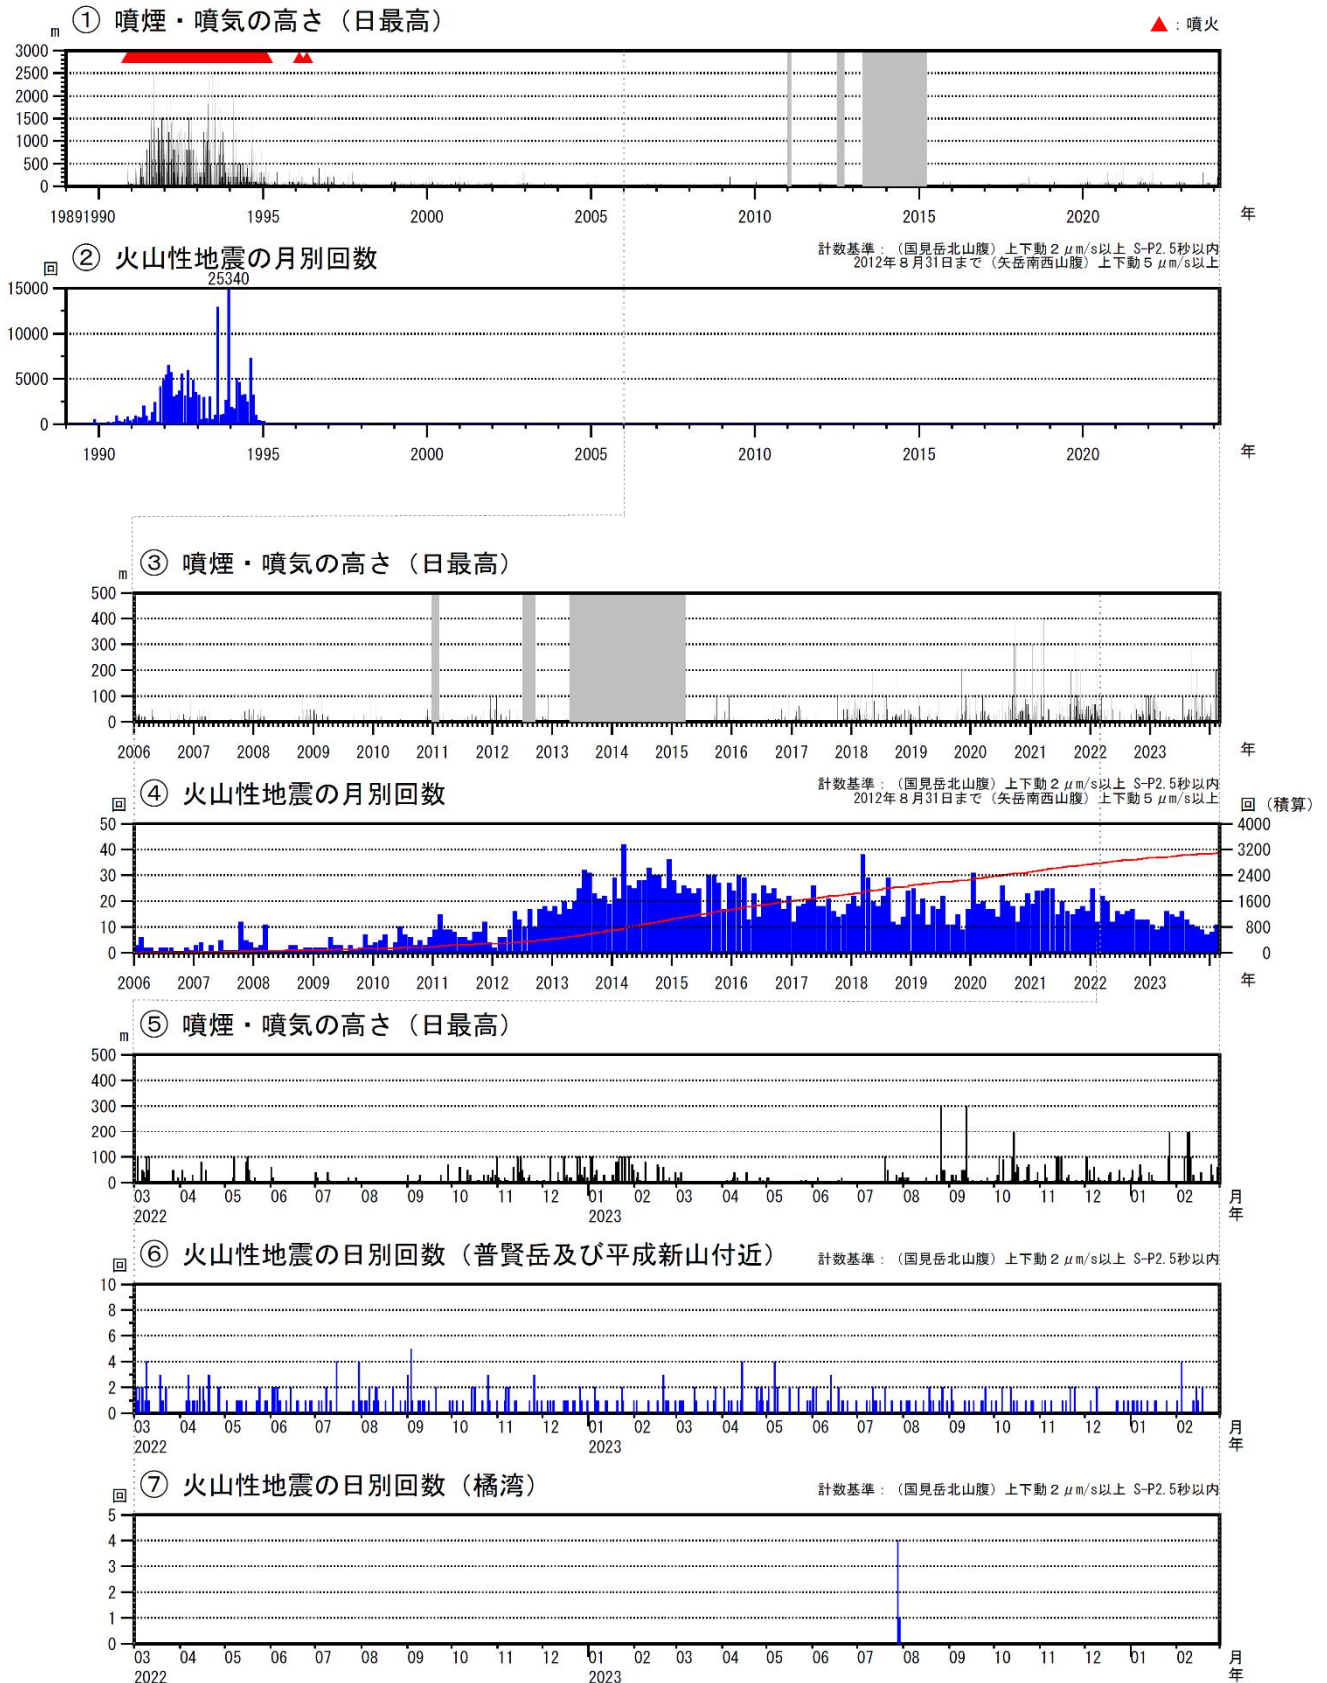 ① 噴煙・噴気の高さ（日最高）
▲ : 噴火
m
3000
2500
2000
1500
1000
500
0
19891990 1995 2000 2005 2010 2015 2020 年
② 火山性地震の月別回数
計数基準：（国見岳北山腹）上下動２μm/s以上 S-P2.5秒以内
2012年８月31日まで（矢岳南西山腹）上下動５μm/s以上
回
25340
15000
10000
5000
0
1990 1995 2000 2005 2010 2015 2020 年
③ 噴煙・噴気の高さ（日最高）
m
500
400
300
200
100
0
2006 2007 2008 2009 2010 2011 2012 2013 2014 2015 2016 2017 2018 2019 2020 2021 2022 2023 年
④ 火山性地震の月別回数
計数基準：（国見岳北山腹）上下動２μm/s以上 S-P2.5秒以内
2012年８月31日まで（矢岳南西山腹）上下動５μm/s以上
回 回（積算）
50 4000
40 3200
30 2400
20 1600
10 800
0 0
2006 2007 2008 2009 2010 2011 2012 2013 2014 2015 2016 2017 2018 2019 2020 2021 2022 2023 年
⑤ 噴煙・噴気の高さ（日最高）
m
500
400
300
200
100
0
03 04 05 06 07 08 09 10 11 12 01 02 03 04 05 06 07 08 09 10 11 12 01 02 月
2022 2023 年
⑥ 火山性地震の日別回数（普賢岳及び平成新山付近）
計数基準：（国見岳北山腹）上下動２μm/s以上 S-P2.5秒以内
回
10
8
6
4
2
0
03 04 05 06 07 08 09 10 11 12 01 02 03 04 05 06 07 08 09 10 11 12 01 02 月
2022 2023 年
⑦ 火山性地震の日別回数（橘湾）
計数基準：（国見岳北山腹）上下動２μm/s以上 S-P2.5秒以内
回
5
4
3
2
1
0
03 04 05 06 07 08 09 10 11 12 01 02 03 04 05 06 07 08 09 10 11 12 01 02 月
2022 2023 年